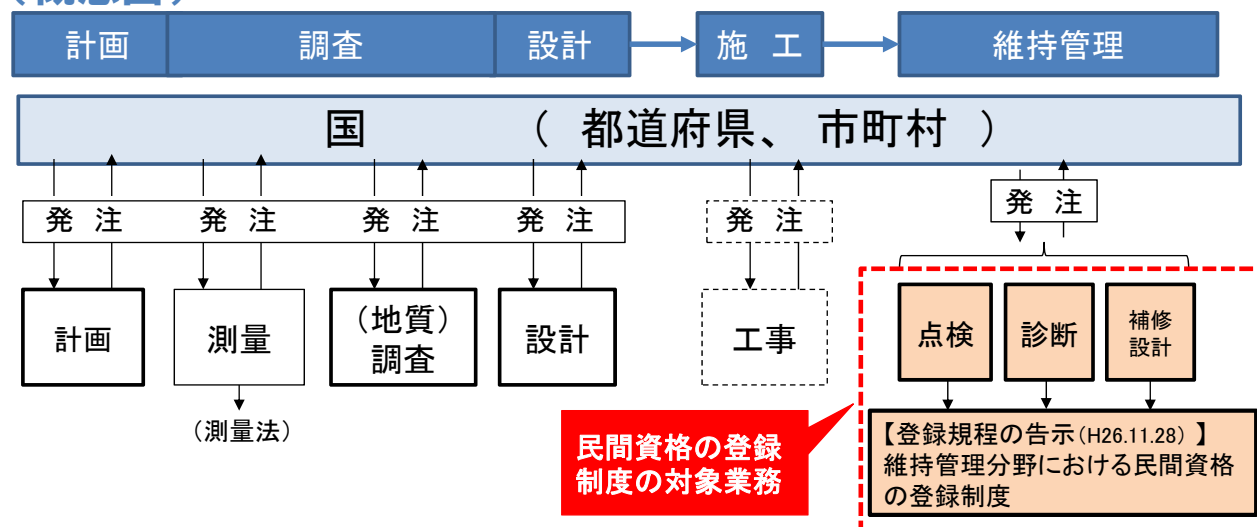 (概念図)
計画 調査 設計 施 工 維持管理
国 ( 都道府県、市町村 )
発 注 発 注 発 注 発 注 発 注 発 注
計画
測量
(地質)
調査
設計
工事
点検
診断
補修
設計
(測量法)
民間資格の登録
制度の対象業務
【登録規程の告示(H26.11.28) 】
維持管理分野における民間資格
の登録制度